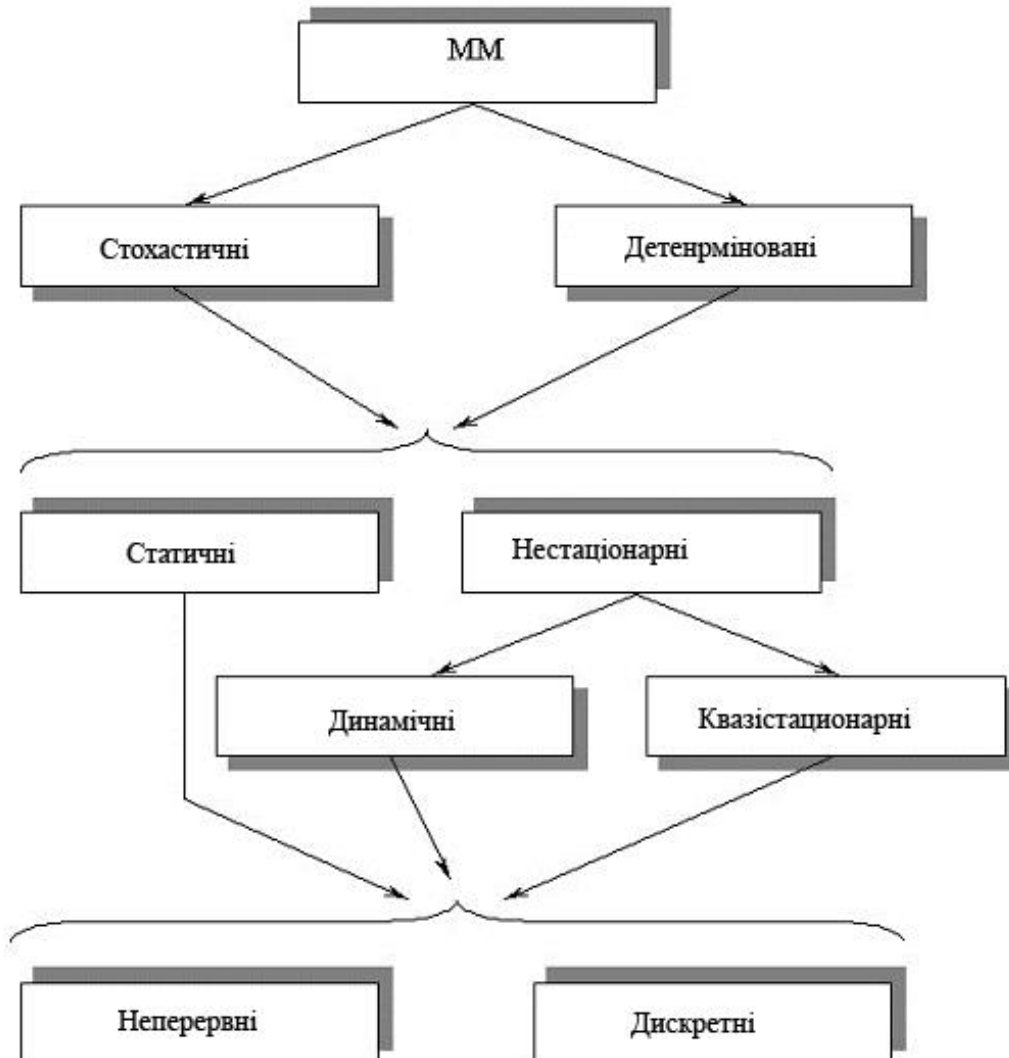 ММ
Стохастичні
Детенрміновані
Статичні
Нестаціонарні
Динамічні
Квазістационарні
Неперервні
Дискретні